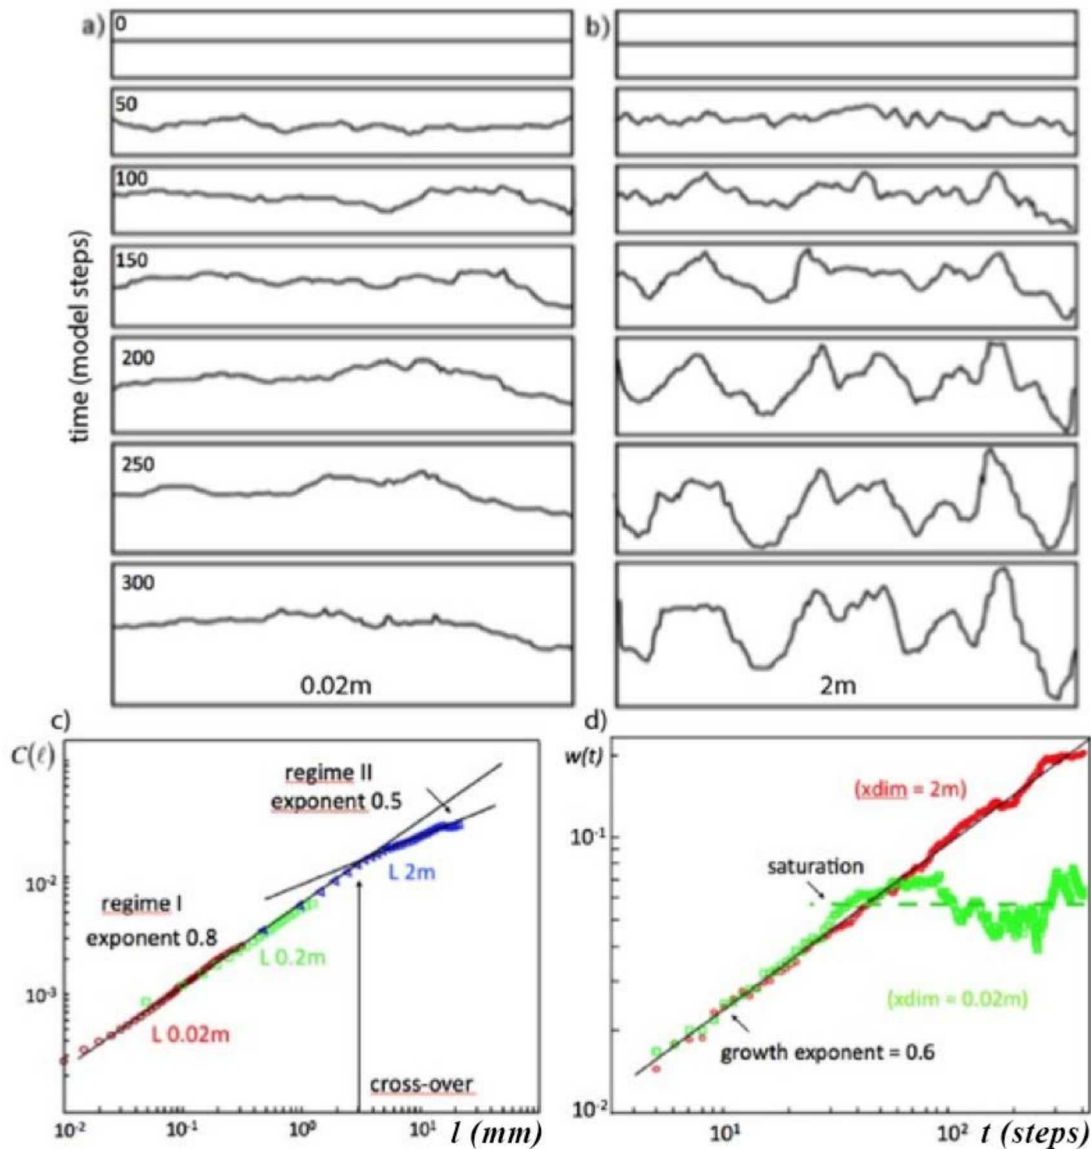 a)
b)
0
50
100
150
200
250
300
time (model steps)
0.02m
2m
c)
C(ℓ)
regime II
exponent 0.5
10⁻²
L 2m
regime I
exponent 0.8
L 0.2m
10⁻³
L 0.02m
cross-over
10⁻² 10⁻¹ 10⁰ 10¹ l (mm)
d)
w(t)
(xdim = 2m)
10⁻¹
saturation
(xdim = 0.02m)
growth exponent = 0.6
10⁻²
10¹ 10² t (steps)